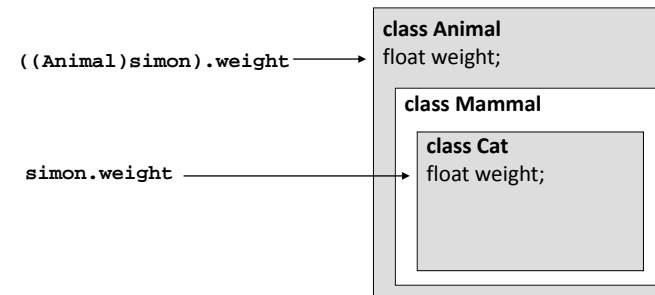 class Animal
((Animal)simon).weight
float weight;
class Mammal
class Cat
simon.weight
float weight;